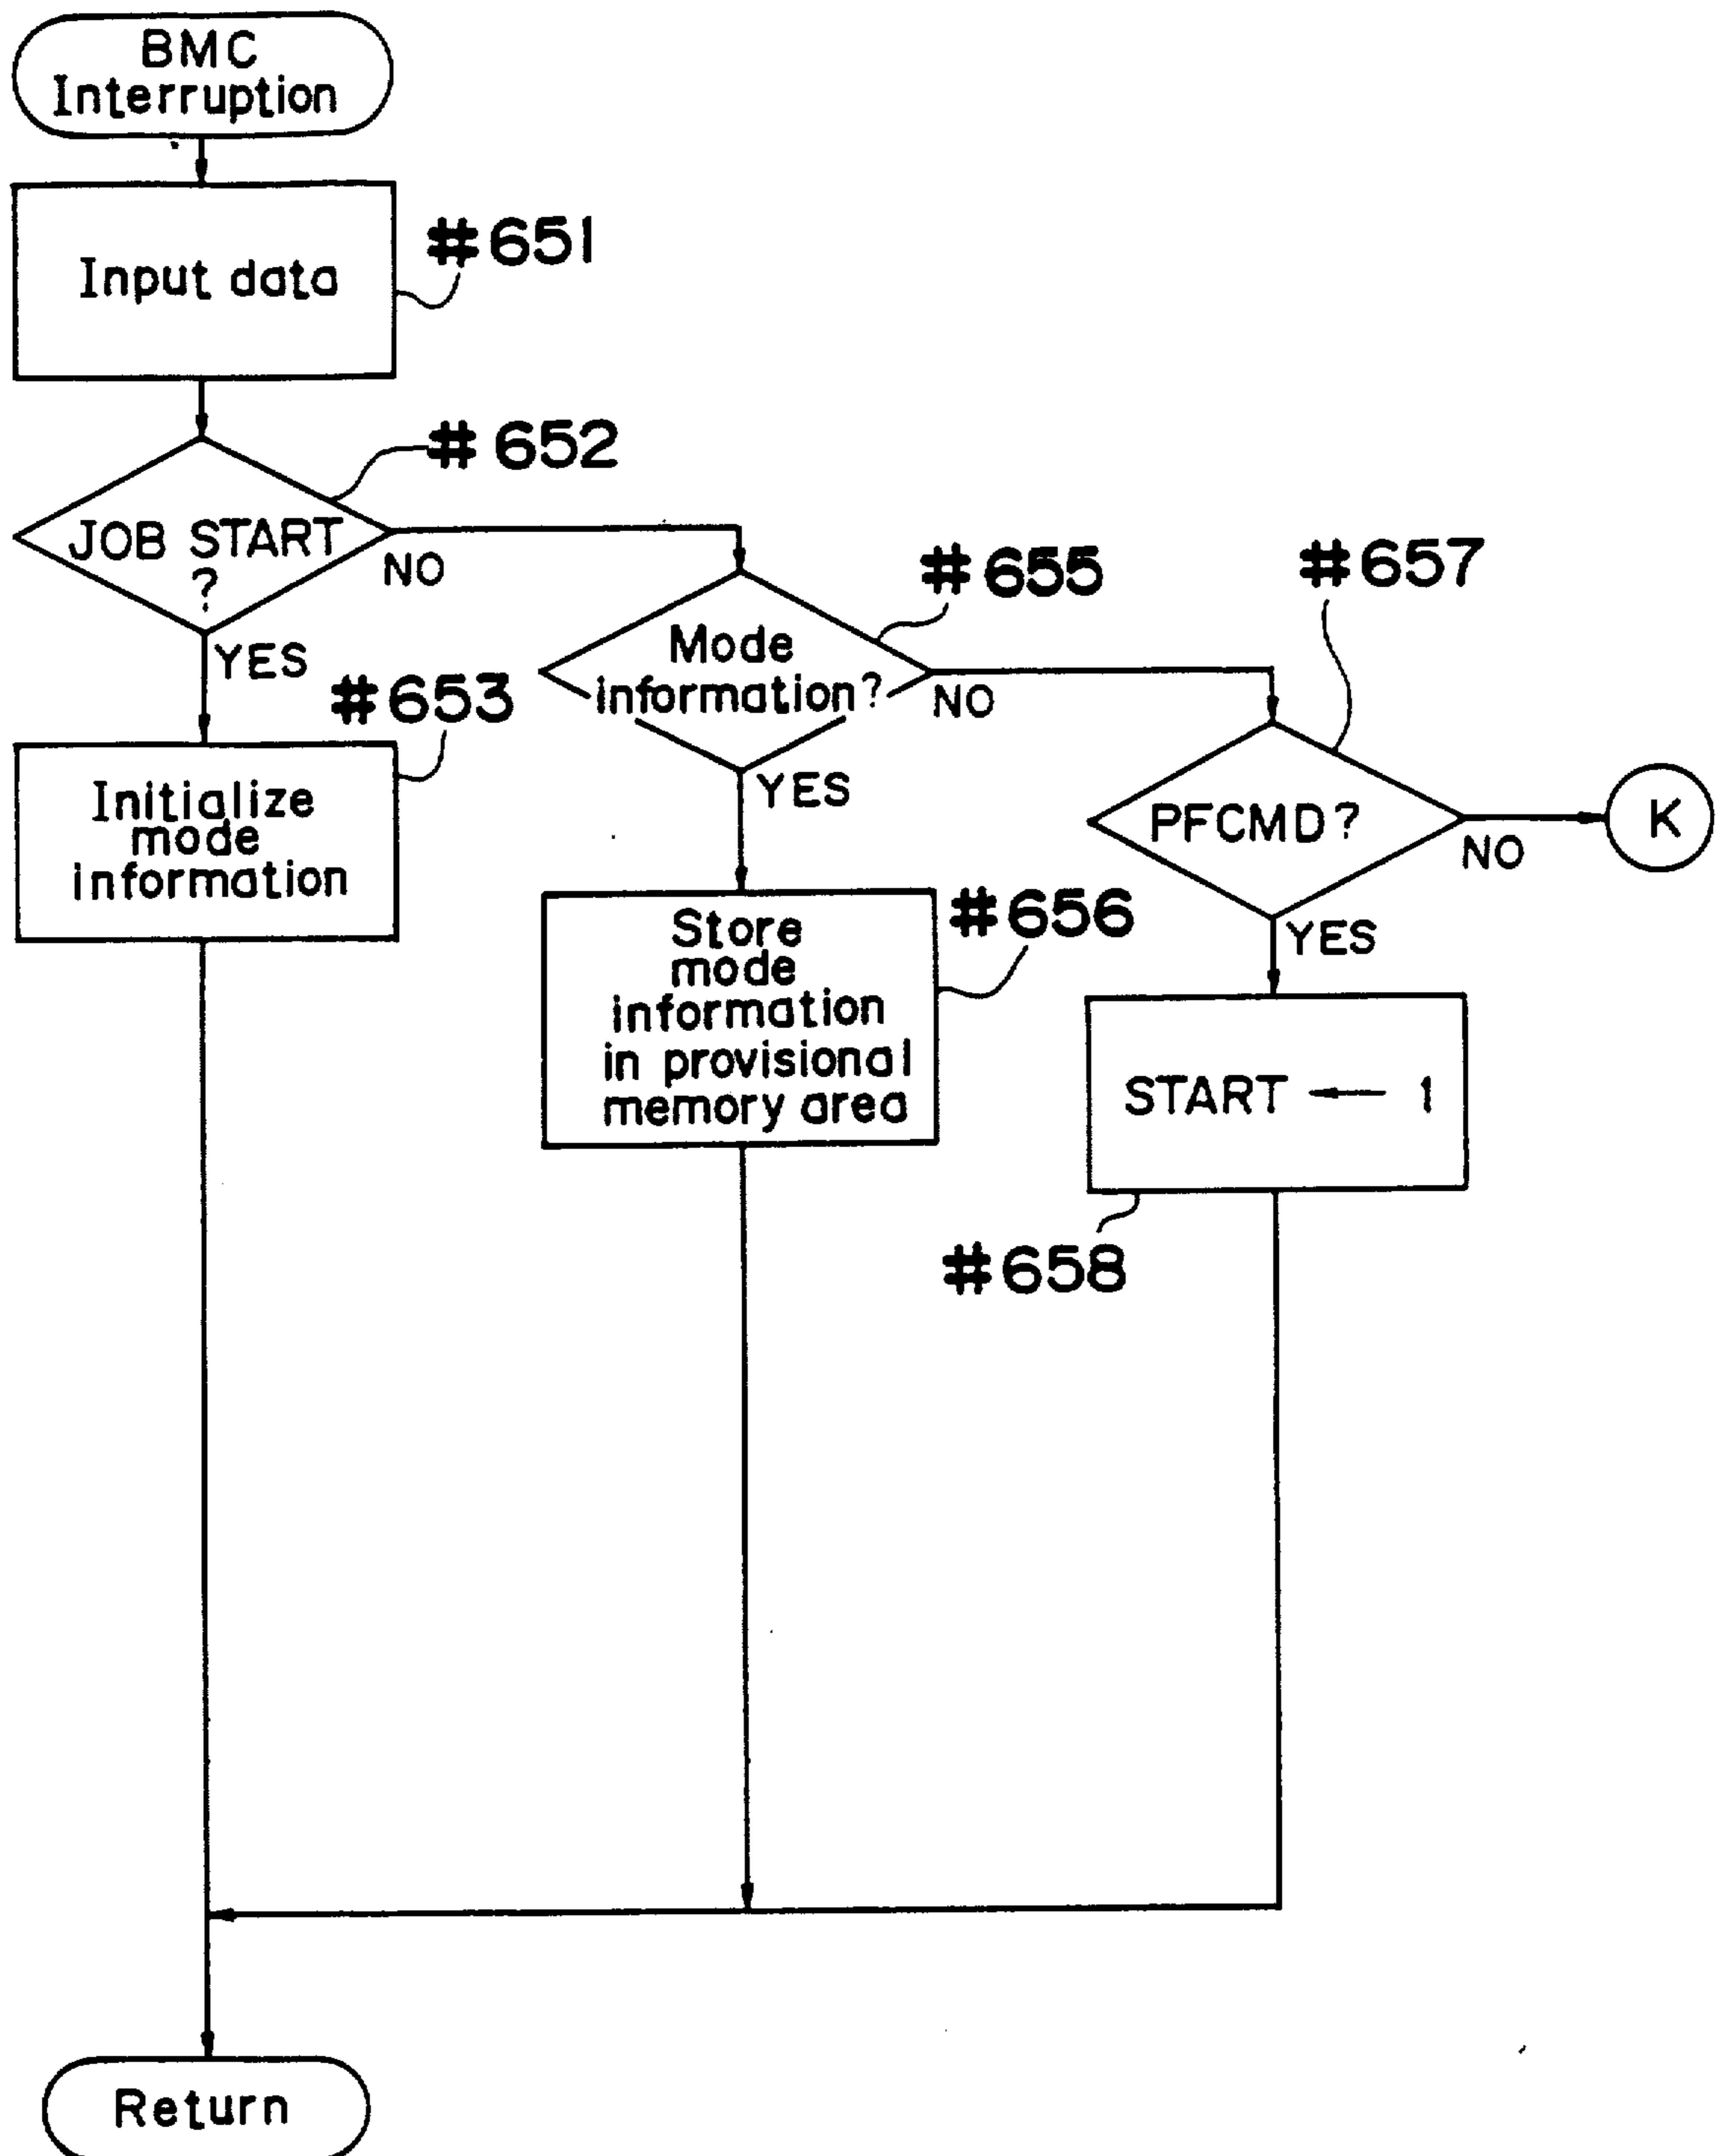 BMC
Interruption
Input data
#651
JOB START
?
#652
NO
YES
#653
Initialize
mode
information
Mode
information?
#655
NO
YES
#656
Store
mode
information
in provisional
memory area
#657
PFCMD?
NO
K
YES
START ← 1
#658
Return